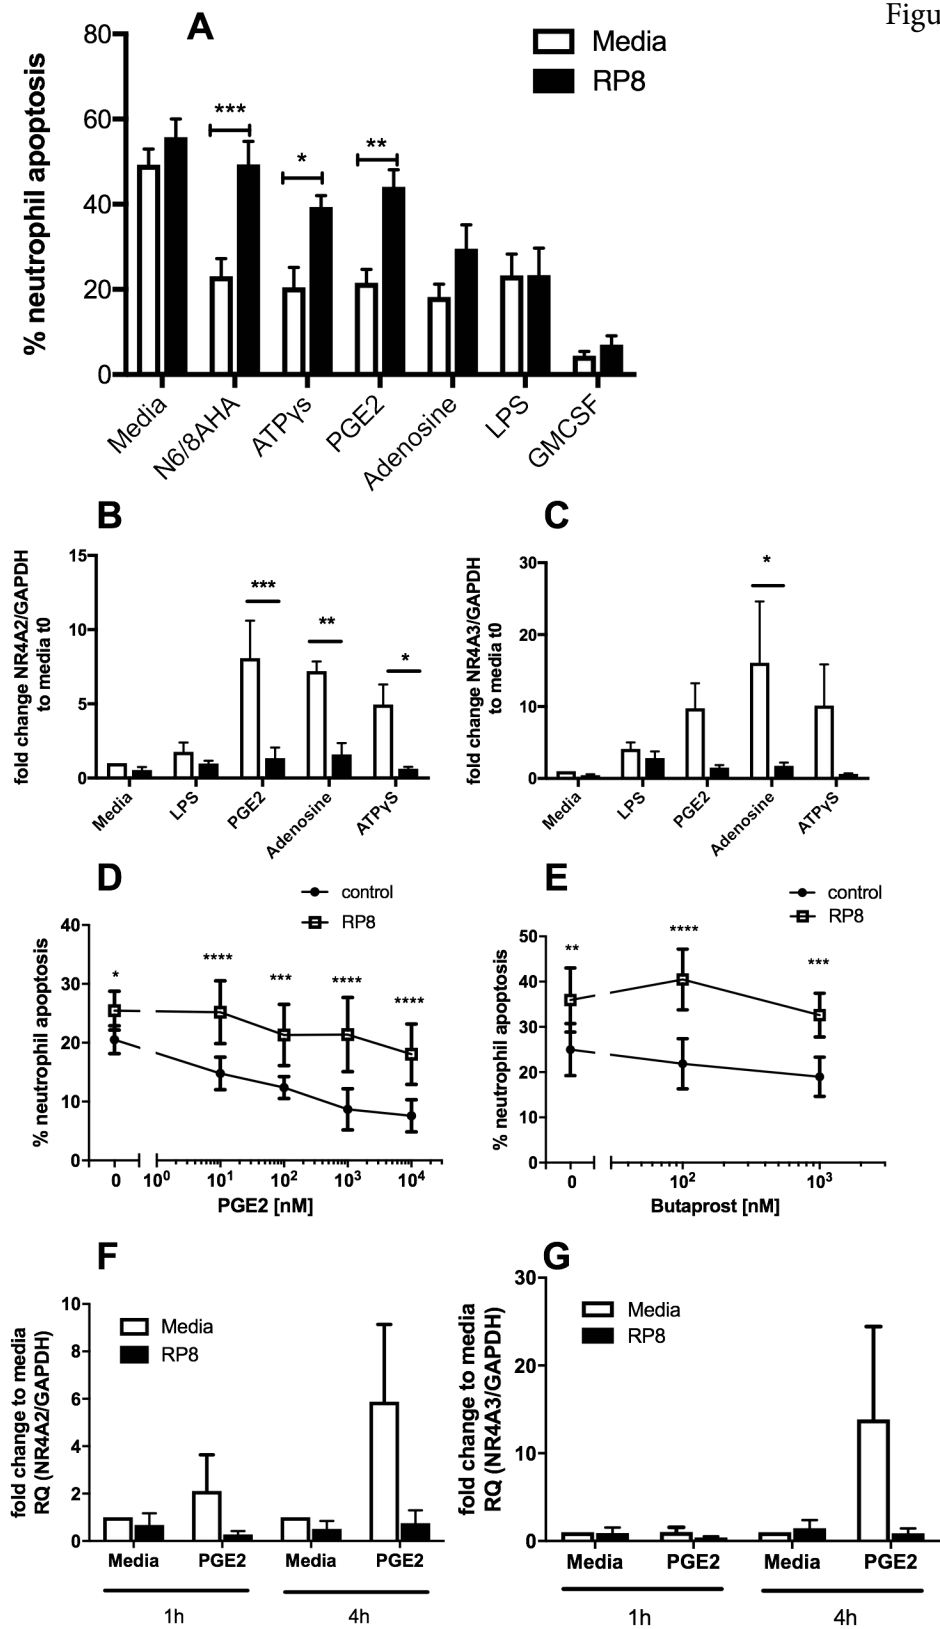 Figu
A
Media
RP8
% neutrophil apoptosis
80
60
40
20
0
***
*
**
Media
N6/8AHA
ATPγs
PGE2
Adenosine
LPS
GMCSF
B
fold change NR4A2/GAPDH
to media t0
15
10
5
0
***
**
*
Media
LPS
PGE2
Adenosine
ATPγS
C
fold change NR4A3/GAPDH
to media t0
30
20
10
0
*
Media
LPS
PGE2
Adenosine
ATPγS
D
control
RP8
% neutrophil apoptosis
40
30
20
10
0
*
****
***
****
****
0
10⁰
10¹
10²
10³
10⁴
PGE2 [nM]
E
control
RP8
% neutrophil apoptosis
50
40
30
20
10
0
**
****
***
0
10²
10³
Butaprost [nM]
F
Media
RP8
fold change to media
RQ (NR4A2/GAPDH)
10
8
6
4
2
0
Media
PGE2
Media
PGE2
1h
4h
G
Media
RP8
fold change to media
RQ (NR4A3/GAPDH)
30
20
10
0
Media
PGE2
Media
PGE2
1h
4h